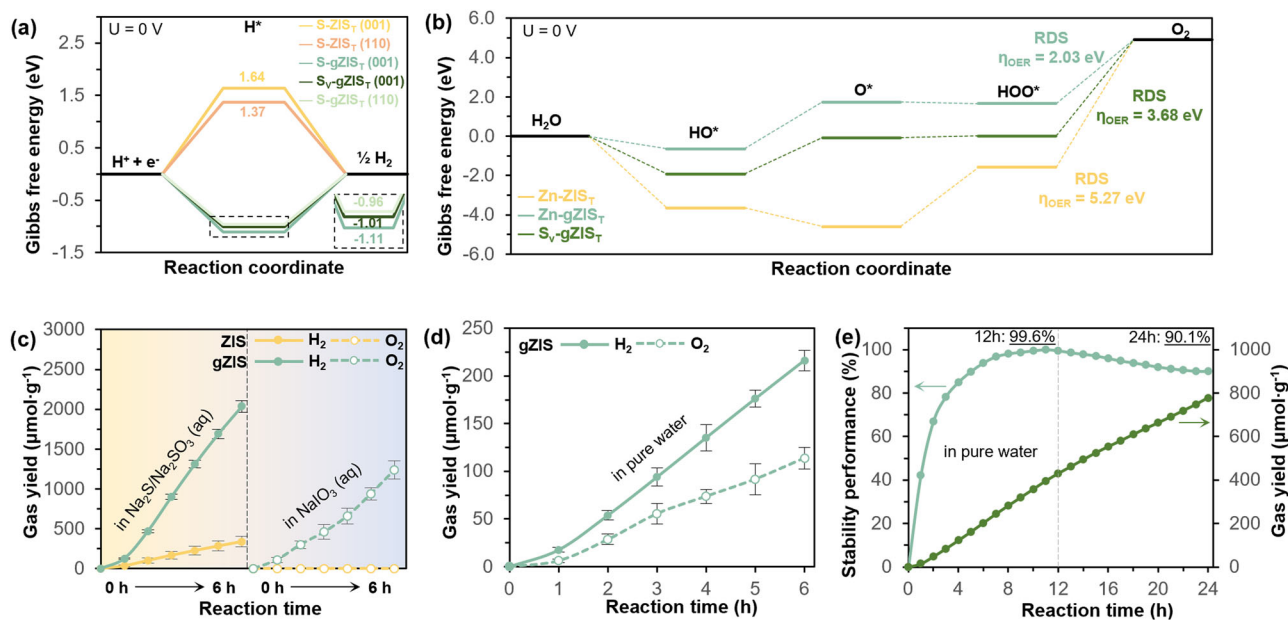 (a)
U = 0 V
H*
S-ZIS_T (001)
S-ZIS_T (110)
S-gZIS_T (001)
S_V-gZIS_T (001)
S-gZIS_T (110)
1.64
1.37
H⁺ + e⁻
½ H₂
-0.96
-1.01
-1.11
2.5
1.5
0.5
-0.5
-1.5
Gibbs free energy (eV)
Reaction coordinate
(b)
U = 0 V
H₂O
HO*
O*
HOO*
O₂
RDS
η_OER = 2.03 eV
RDS
η_OER = 3.68 eV
RDS
η_OER = 5.27 eV
Zn-ZIS_T
Zn-gZIS_T
S_V-gZIS_T
6.0
4.0
2.0
0.0
-2.0
-4.0
-6.0
Gibbs free energy (eV)
Reaction coordinate
(c)
ZIS H₂ O₂
gZIS H₂ O₂
in Na₂S/Na₂SO₃ (aq)
in NaIO₃ (aq)
3000
2500
2000
1500
1000
500
0
Gas yield (μmol·g⁻¹)
0 h 6 h 0 h 6 h
Reaction time
(d)
gZIS H₂ O₂
in pure water
250
200
150
100
50
0
Gas yield (μmol·g⁻¹)
0 1 2 3 4 5 6
Reaction time (h)
(e)
12h: 99.6%
24h: 90.1%
in pure water
100
80
60
40
20
0
Stability performance (%)
1000
800
600
400
200
0
Gas yield (μmol·g⁻¹)
0 4 8 12 16 20 24
Reaction time (h)